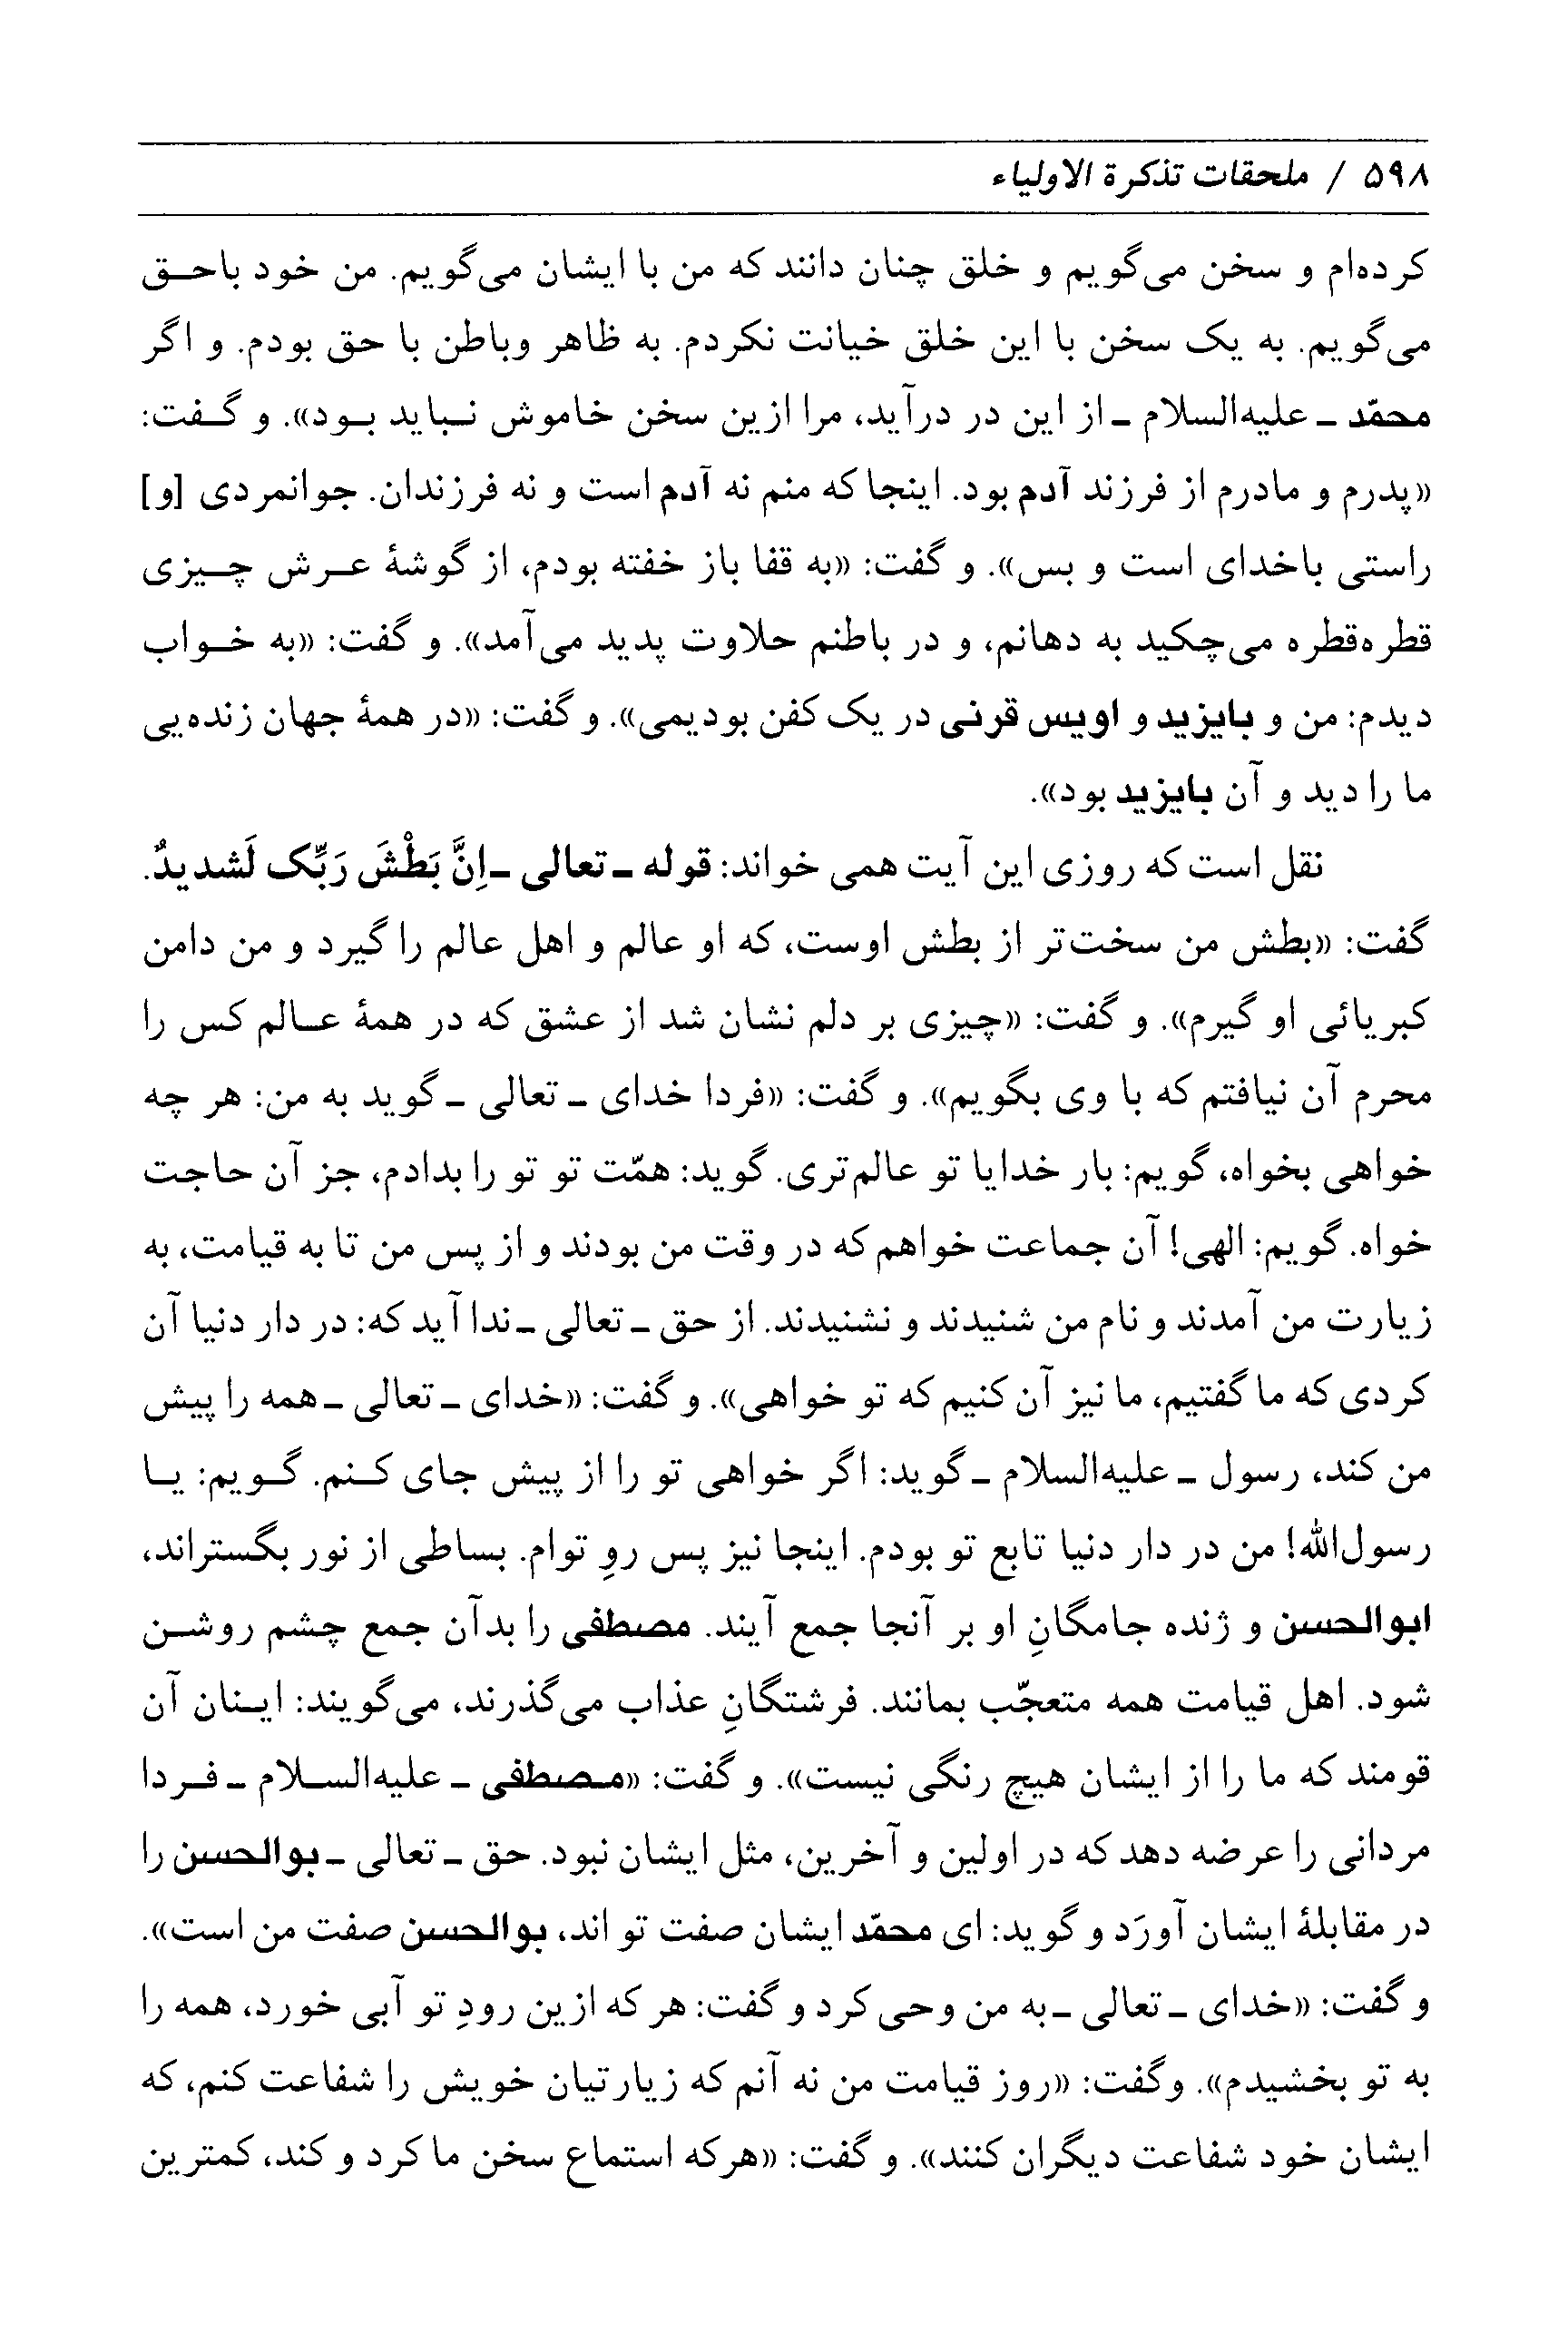 ۵۹۸ / ملحقات تذکرة الاولیاء
کرده‌ام و سخن می‌گویم و خلق چنان دانند که من با ایشان می‌گویم. من خود باحق
می‌گویم. به یک سخن با این خلق خیانت نکردم. به ظاهر وباطن با حق بودم. و اگر
محمّد ـ علیه‌السلام ـ از این در درآید، مرا ازین سخن خاموش نباید بود». و گفت:
«پدرم و مادرم از فرزند آدم بود. اینجا که منم نه آدم است و نه فرزندان. جوانمردی [و]
راستی باخدای است و بس». و گفت: «به قفا باز خفته بودم، از گوشهٔ عرش چیزی
قطره‌قطره می‌چکید به دهانم، و در باطنم حلاوت پدید می‌آمد». و گفت: «به خواب
دیدم: من و بایزید و اویس قرنی در یک کفن بودیمی». و گفت: «در همهٔ جهان زنده‌یی
ما را دید و آن بایزید بود».
نقل است که روزی این آیت همی خواند: قوله ـ تعالی ـ اِنَّ بَطْشَ رَبِّک لَشدیدٌ.
گفت: «بطش من سخت‌تر از بطش اوست، که او عالم و اهل عالم را گیرد و من دامن
کبریائی او گیرم». و گفت: «چیزی بر دلم نشان شد از عشق که در همهٔ عالم کس را
محرم آن نیافتم که با وی بگویم». و گفت: «فردا خدای ـ تعالی ـ گوید به من: هر چه
خواهی بخواه، گویم: بار خدایا تو عالم‌تری. گوید: همّت تو تو را بدادم، جز آن حاجت
خواه. گویم: الهی! آن جماعت خواهم که در وقت من بودند و از پس من تا به قیامت، به
زیارت من آمدند و نام من شنیدند و نشنیدند. از حق ـ تعالی ـ ندا آید که: در دار دنیا آن
کردی که ما گفتیم، ما نیز آن کنیم که تو خواهی». و گفت: «خدای ـ تعالی ـ همه را پیش
من کند، رسول ـ علیه‌السلام ـ گوید: اگر خواهی تو را از پیش جای کنم. گویم: یا
رسول‌الله! من در دار دنیا تابع تو بودم. اینجا نیز پس روِ توام. بساطی از نور بگستراند،
ابوالحسن و ژنده جامگانِ او بر آنجا جمع آیند. مصطفی را بدآن جمع چشم روشن
شود. اهل قیامت همه متعجّب بمانند. فرشتگانِ عذاب می‌گذرند، می‌گویند: اینان آن
قومند که ما را از ایشان هیچ رنگی نیست». و گفت: «مصطفی ـ علیه‌السلام ـ فردا
مردانی را عرضه دهد که در اولین و آخرین، مثل ایشان نبود. حق ـ تعالی ـ بوالحسن را
در مقابلهٔ ایشان آورَد و گوید: ای محمّد ایشان صفت تو اند، بوالحسن صفت من است».
و گفت: «خدای ـ تعالی ـ به من وحی کرد و گفت: هر که ازین رودِ تو آبی خورد، همه را
به تو بخشیدم». وگفت: «روز قیامت من نه آنم که زیارتیان خویش را شفاعت کنم، که
ایشان خود شفاعت دیگران کنند». و گفت: «هرکه استماع سخن ما کرد و کند، کمترین